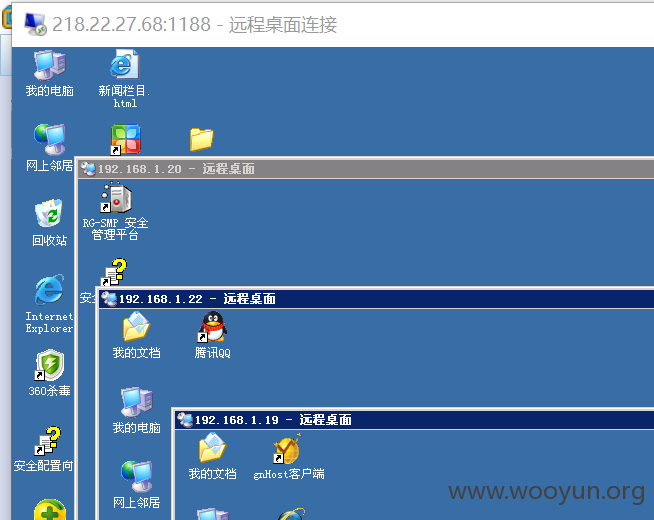 218.22.27.68:1188 - 远程桌面连接
我的电脑
新闻栏目.
html
网上邻居
192.168.1.20 - 远程桌面
RG-SMP 安全
管理平台
回收站
安全
192.168.1.22 - 远程桌面
Internet
Explorer
我的文档
腾讯QQ
360杀毒
我的电脑
192.168.1.19 - 远程桌面
安全配置向
我的文档
gnHost客户端
网上邻居
www.wooyun.org